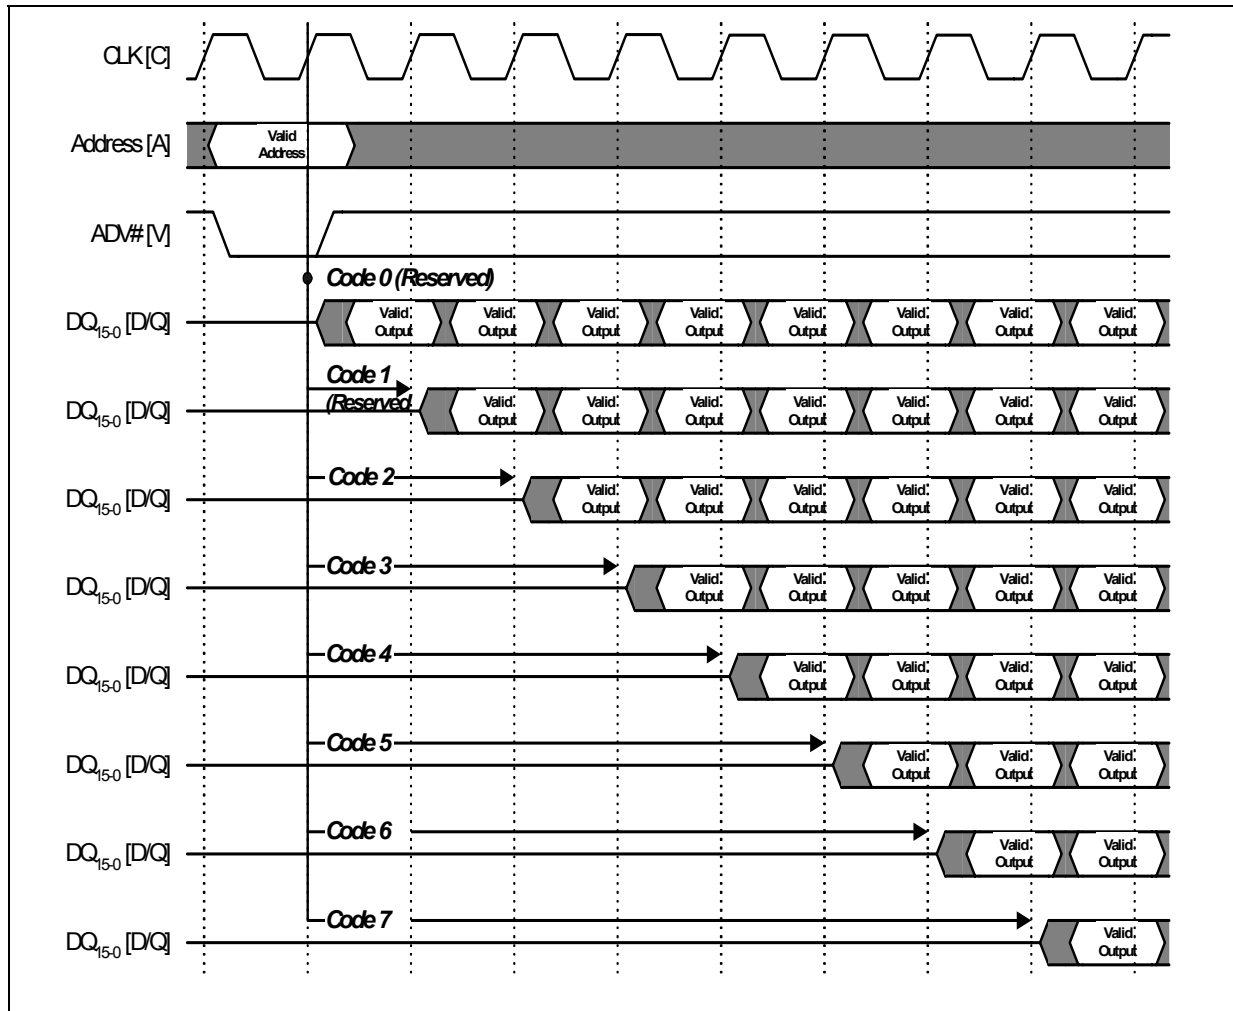 CLK [C]
Address [A]
Valid
Address
ADV# [V]
Code 0 (Reserved)
DQ15-0 [D/Q]
Valid Valid Valid Valid Valid Valid Valid Valid
Output Output Output Output Output Output Output Output
Code 1
(Reserved
DQ15-0 [D/Q]
Valid Valid Valid Valid Valid Valid Valid
Output Output Output Output Output Output Output
Code 2
DQ15-0 [D/Q]
Valid Valid Valid Valid Valid Valid
Output Output Output Output Output Output
Code 3
DQ15-0 [D/Q]
Valid Valid Valid Valid Valid
Output Output Output Output Output
Code 4
DQ15-0 [D/Q]
Valid Valid Valid Valid
Output Output Output Output
Code 5
DQ15-0 [D/Q]
Valid Valid Valid
Output Output Output
Code 6
DQ15-0 [D/Q]
Valid Valid
Output Output
Code 7
DQ15-0 [D/Q]
Valid
Output